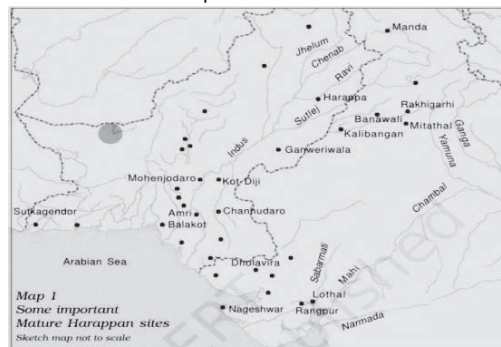 Manda
Jhelum
Chenab
Ravi
Harappa
Sutlej
Rakhigarhi
Banawali
Mitathal
Kalibangan
Ganga
Yamuna
Indus
Ganweriwala
Mohenjodaro
Kot-Diji
Chambal
Sutkagendor
Amri
Chanhudaro
Balakot
Arabian Sea
Dholavira
Sabarmati
Mahi
Map 1
Some important
Mature Harappan sites
Sketch map not to scale
Lothal
Nageshwar
Rangpur
Narmada